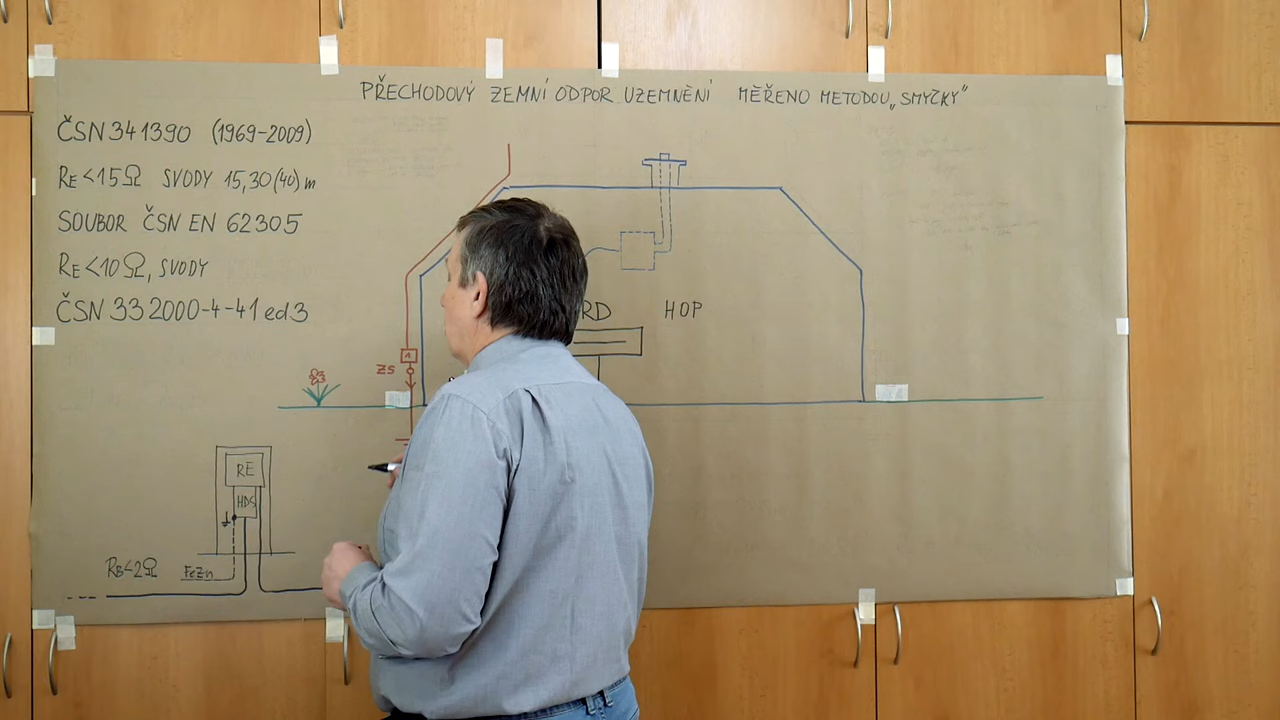 PŘECHODOVÝ ZEMNÍ ODPOR UZEMNĚNÍ MĚŘENO METODOU „SMYČKY"
ČSN 34 1390 (1969-2009)
RE<15Ω SVODY 15,30(40)m
SOUBOR ČSN EN 62305
RE<10Ω, SVODY
ČSN 33 2000-4-41 ed3
RD HOP
1
ZS
RE
HDS
RB<2Ω FeZn